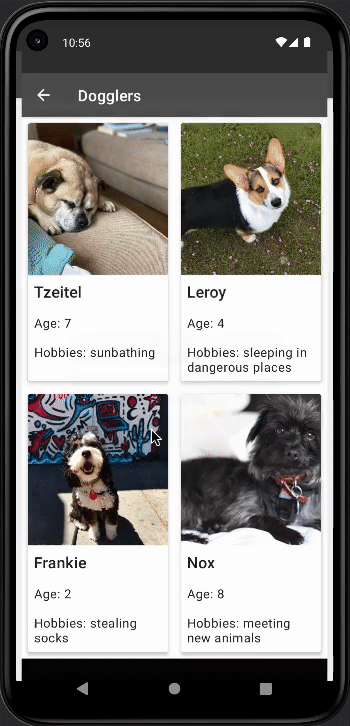 10:56
Dogglers
Tzeitel
Age: 7
Hobbies: sunbathing
Leroy
Age: 4
Hobbies: sleeping in
dangerous places
Frankie
Age: 2
Hobbies: stealing
socks
Nox
Age: 8
Hobbies: meeting
new animals